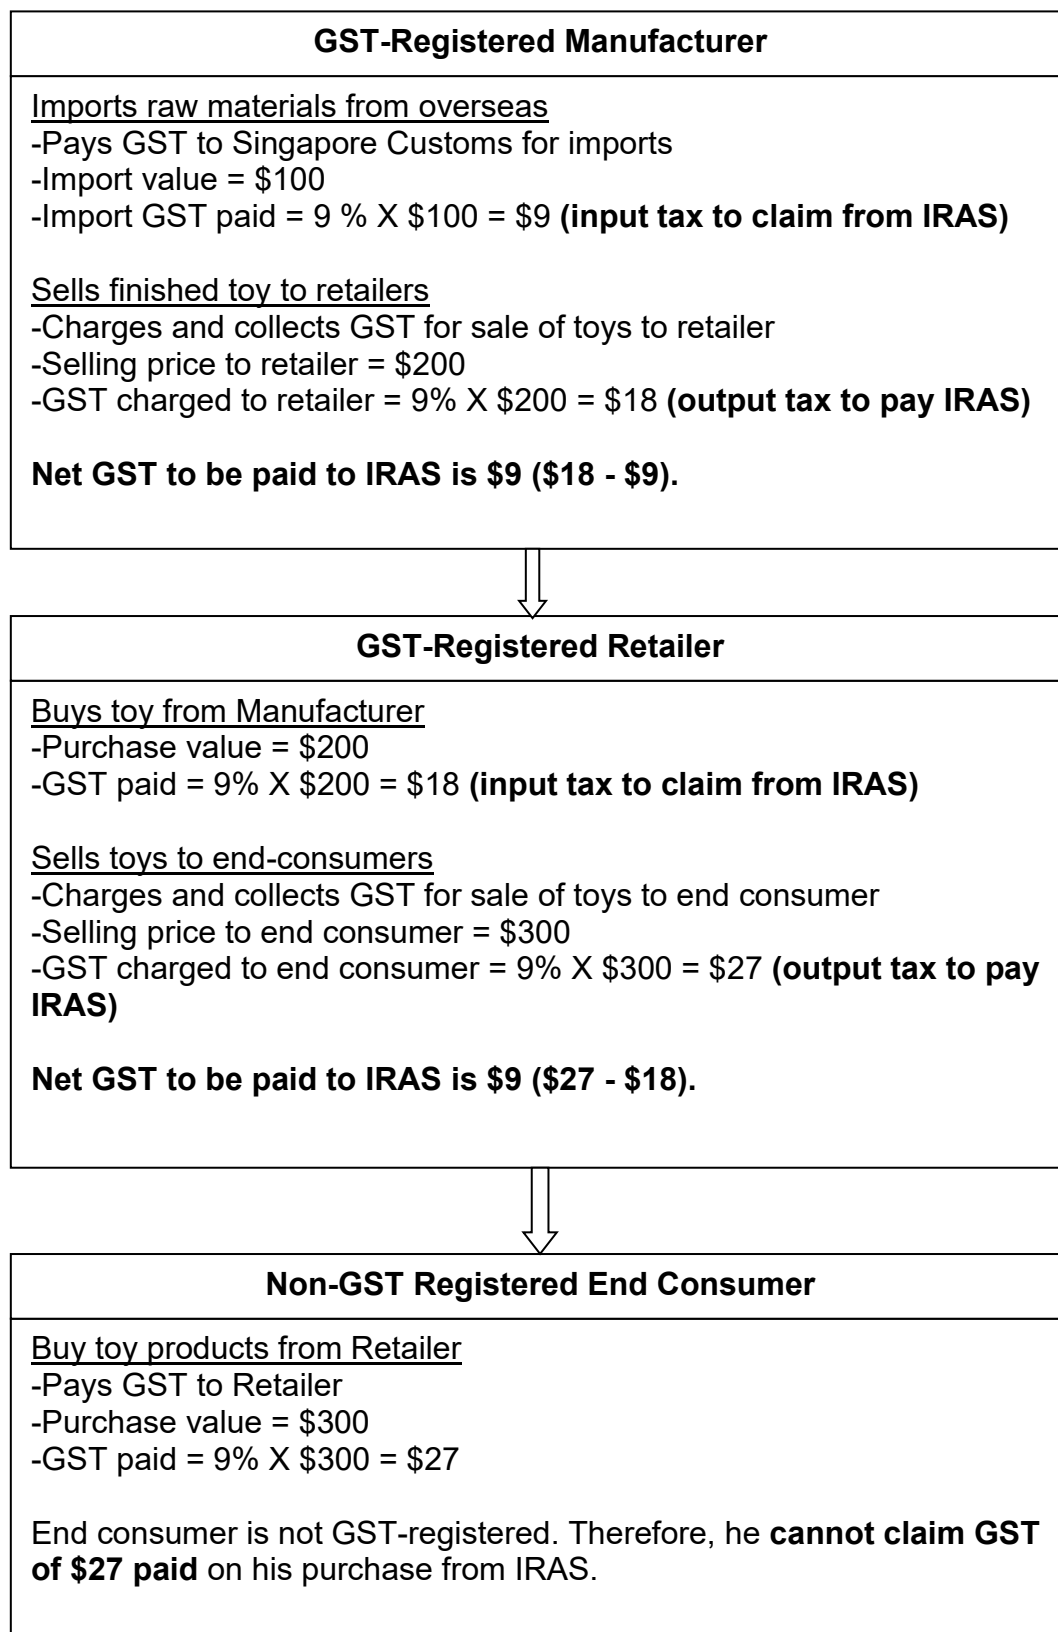 GST-Registered Manufacturer
Imports raw materials from overseas
-Pays GST to Singapore Customs for imports
-Import value = $100
-Import GST paid = 9 % X $100 = $9 (input tax to claim from IRAS)
Sells finished toy to retailers
-Charges and collects GST for sale of toys to retailer
-Selling price to retailer = $200
-GST charged to retailer = 9% X $200 = $18 (output tax to pay IRAS)
Net GST to be paid to IRAS is $9 ($18 - $9).
GST-Registered Retailer
Buys toy from Manufacturer
-Purchase value = $200
-GST paid = 9% X $200 = $18 (input tax to claim from IRAS)
Sells toys to end-consumers
-Charges and collects GST for sale of toys to end consumer
-Selling price to end consumer = $300
-GST charged to end consumer = 9% X $300 = $27 (output tax to pay
IRAS)
Net GST to be paid to IRAS is $9 ($27 - $18).
Non-GST Registered End Consumer
Buy toy products from Retailer
-Pays GST to Retailer
-Purchase value = $300
-GST paid = 9% X $300 = $27
End consumer is not GST-registered. Therefore, he cannot claim GST
of $27 paid on his purchase from IRAS.